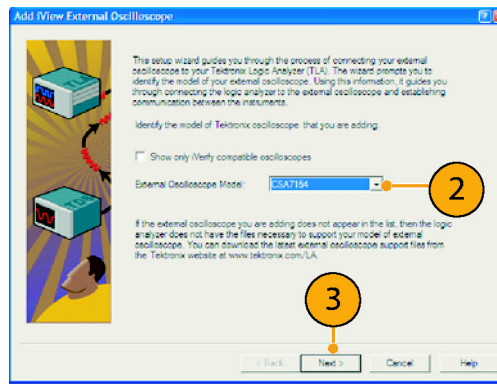 Add iView External Oscilloscope
This setup wizard guides you through the process of connecting your external
oscilloscope to your Tektronix Logic Analyzer (TLA). The wizard prompts you to
identify the model of your external oscilloscope. Using this information, it guides you
through connecting the logic analyzer to the external oscilloscope and establishing
communication between the instruments.
Identify the model of Tektronix oscilloscope that you are adding.
Show only iVerify compatible oscilloscopes
External Oscilloscope Model:
CSA7154
2
If the external oscilloscope you are adding does not appear in the list, then the logic
analyzer does not have the files necessary to support your model of external
oscilloscope. You can download the latest external oscilloscope support files from
the Tektronix website at www.tektronix.com/LA.
3
< Back
Next >
Cancel
Help
TLA
TDS